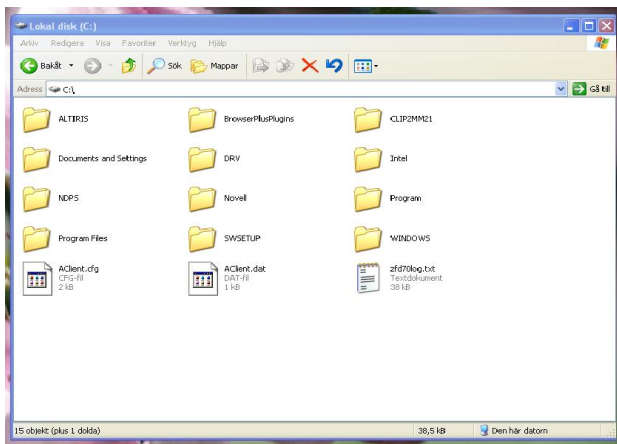 Lokal disk (C:)
Arkiv Redigera Visa Favoriter Verktyg Hjälp
Bakåt Sök Mappar
Adress C:\ Gå till
ALTIRIS BrowserPlusPlugins CLIP2MM21
Documents and Settings DRV Intel
NDPS Novell Program
Program Files SWSETUP WINDOWS
AClient.cfg AClient.dat zfd70log.txt
CFG-fil DAT-fil Textdokument
2 kB 1 kB 38 kB
15 objekt (plus 1 dolda) 38,5 kB Den här datorn